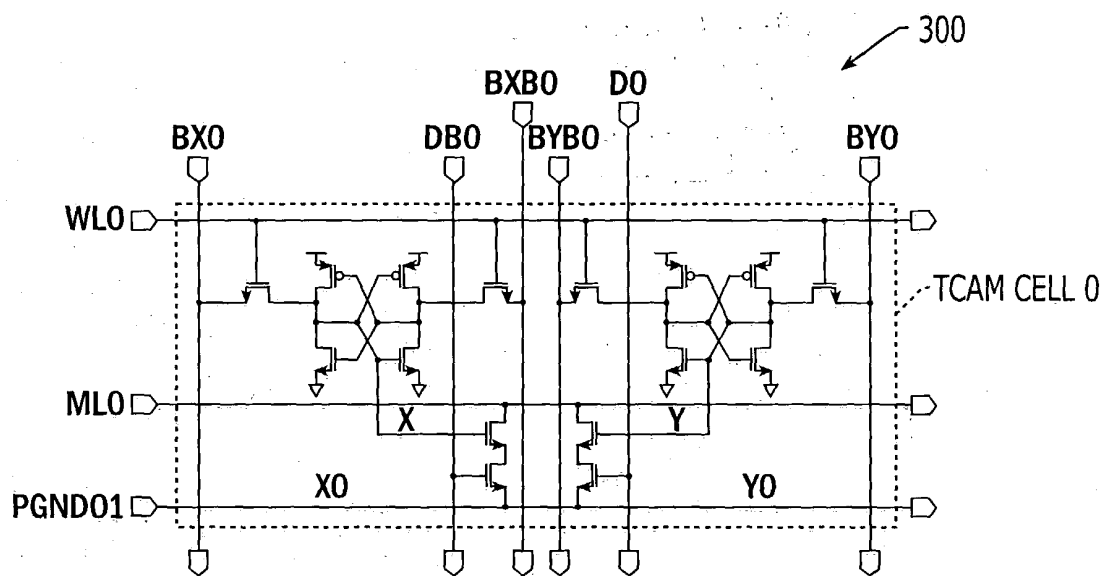 300
BXB0 D0
BX0 DB0 BYB0 BY0
WL0
TCAM CELL 0
ML0
X Y
X0 Y0
PGND01